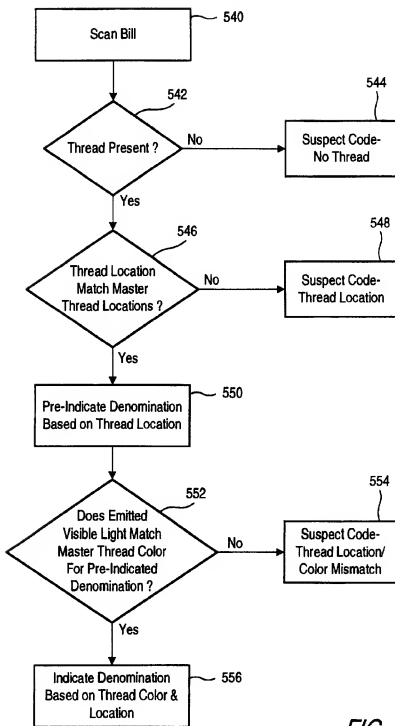 Scan Bill
540
Thread Present ?
542
No
Suspect Code-
No Thread
544
Yes
Thread Location
Match Master
Thread Locations ?
546
No
Suspect Code-
Thread Location
548
Yes
Pre-Indicate Denomination
Based on Thread Location
550
Does Emitted
Visible Light Match
Master Thread Color
For Pre-Indicated
Denomination ?
552
No
Suspect Code-
Thread Location/
Color Mismatch
554
Yes
Indicate Denomination
Based on Thread Color &
Location
556
FIG